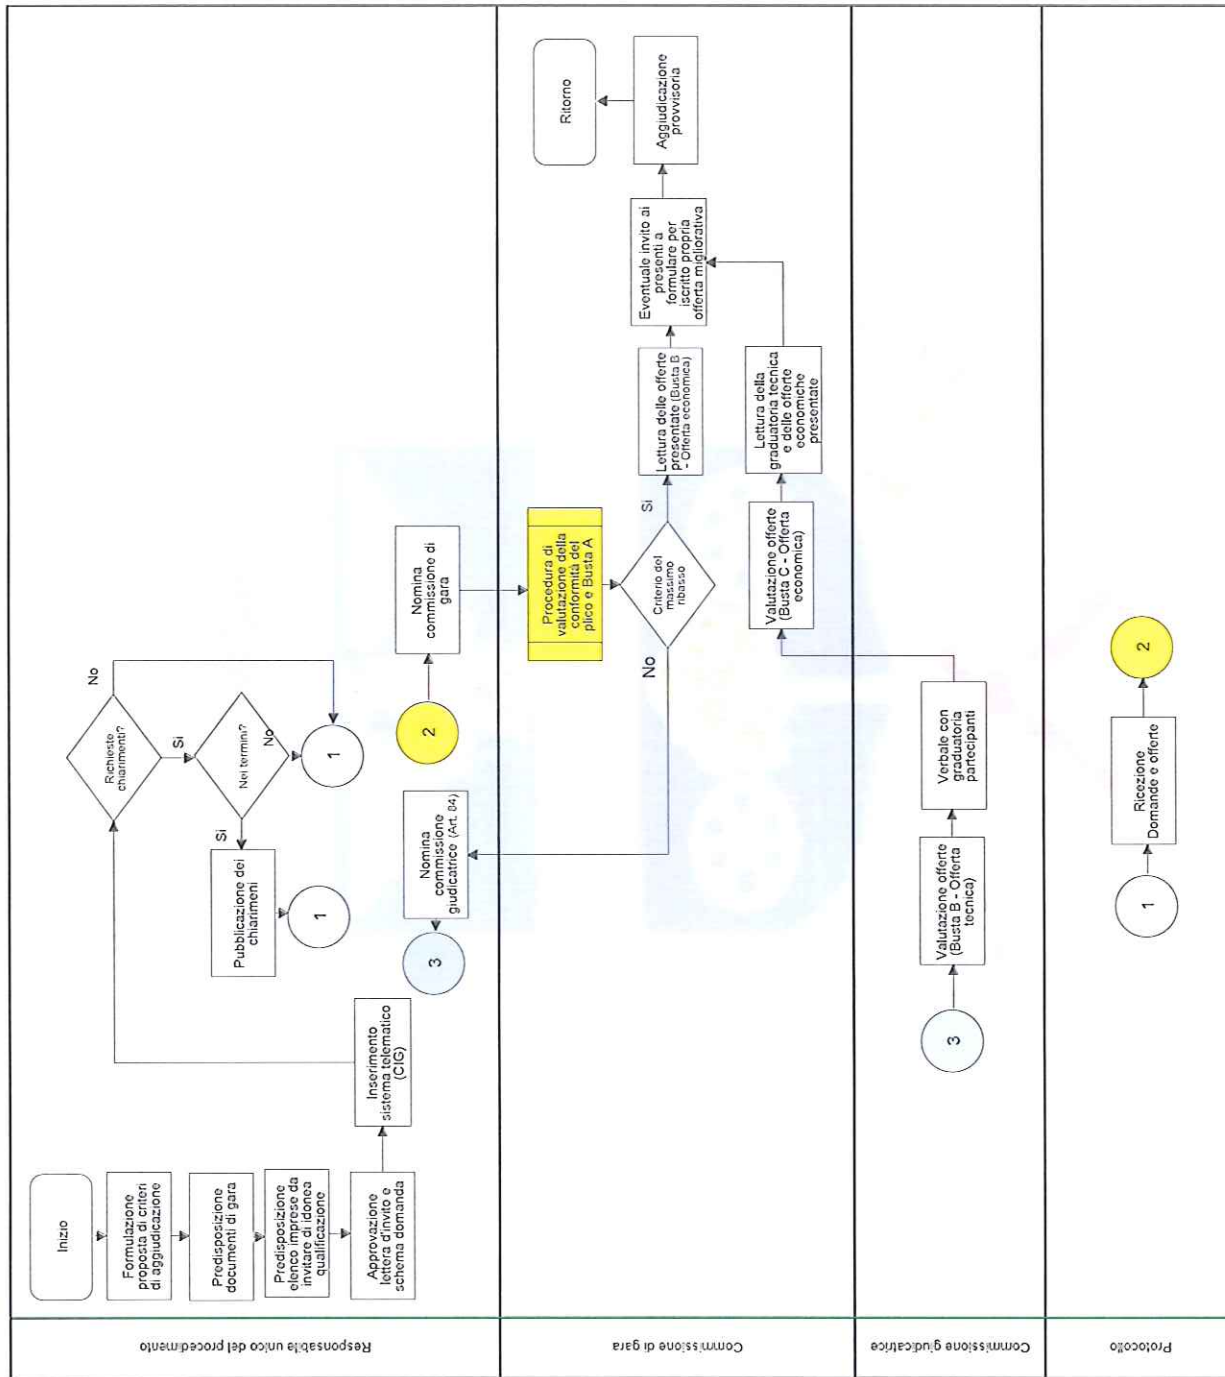 Responsabile unico del procedimento
Inizio
Formulazione
proposta di criteri
di aggiudicazione
Predisposizione
documenti di gara
Predisposizione
elenco imprese da
invitare di idonea
qualificazione
Approvazione
lettera d'invito e
schema domanda
Inserimento
sistema telematico
(CIG)
Richieste
chiarimenti?
No
Si
Nei termini?
No
Si
Pubblicazione dei
chiarimeni
1
1
2
Nomina
commissione di
gara
Nomina
commissione
giudicatrice (Art. 84)
3
Commissione di gara
Procedura di
valutazione della
conformità del
plico e Busta A
Criterio del
massimo
ribasso
Si
No
Lettura delle offerte
presentate (Busta B
- Offerta economica)
Eventuale invito ai
presenti a
formulare per
iscritto propria
offerta migliorativa
Aggiudicazione
provvisoria
Ritorno
Valutazione offerte
(Busta C - Offerta
economica)
Lettura della
graduatoria tecnica
e delle offerte
economiche
presentate
Commissione giudicatrice
3
Valutazione offerte
(Busta B - Offerta
tecnica)
Verbale con
graduatoria
partecipanti
Protocollo
1
Ricezione
Domande e offerte
2